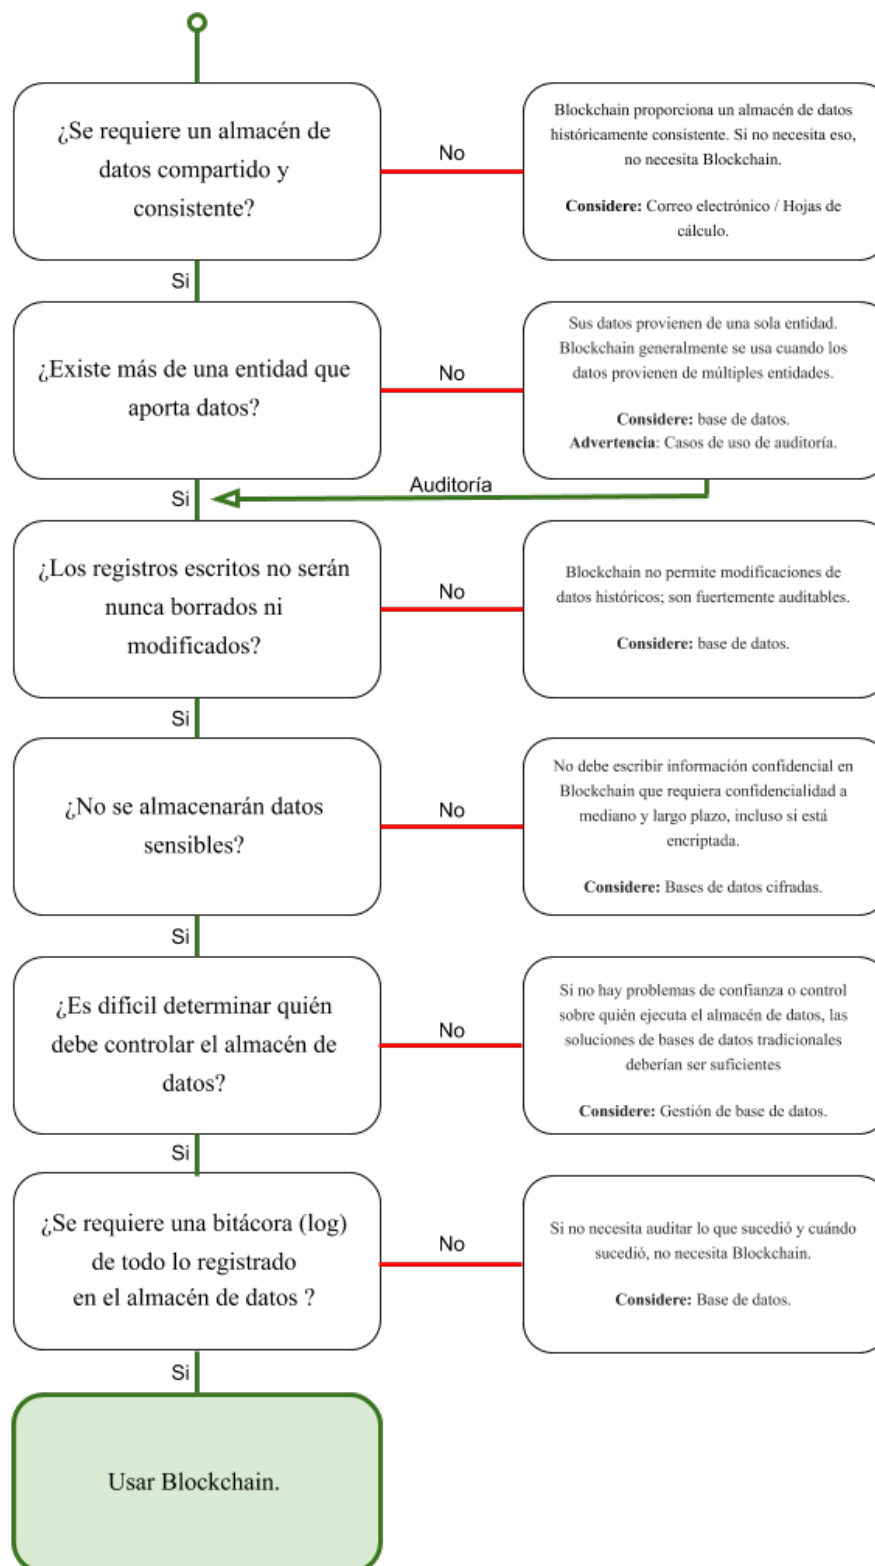 ¿Se requiere un almacén de
datos compartido y
consistente?
No
Blockchain proporciona un almacén de datos
históricamente consistente. Si no necesita eso,
no necesita Blockchain.
Considere: Correo electrónico / Hojas de
cálculo.
Si
¿Existe más de una entidad que
aporta datos?
No
Sus datos provienen de una sola entidad.
Blockchain generalmente se usa cuando los
datos provienen de múltiples entidades.
Considere: base de datos.
Advertencia: Casos de uso de auditoría.
Auditoría
Si
¿Los registros escritos no serán
nunca borrados ni
modificados?
No
Blockchain no permite modificaciones de
datos históricos; son fuertemente auditables.
Considere: base de datos.
Si
¿No se almacenarán datos
sensibles?
No
No debe escribir información confidencial en
Blockchain que requiera confidencialidad a
mediano y largo plazo, incluso si está
encriptada.
Considere: Bases de datos cifradas.
Si
¿Es difícil determinar quién
debe controlar el almacén de
datos?
No
Si no hay problemas de confianza o control
sobre quién ejecuta el almacén de datos, las
soluciones de bases de datos tradicionales
deberían ser suficientes
Considere: Gestión de base de datos.
Si
¿Se requiere una bitácora (log)
de todo lo registrado
en el almacén de datos ?
No
Si no necesita auditar lo que sucedió y cuándo
sucedió, no necesita Blockchain.
Considere: Base de datos.
Si
Usar Blockchain.